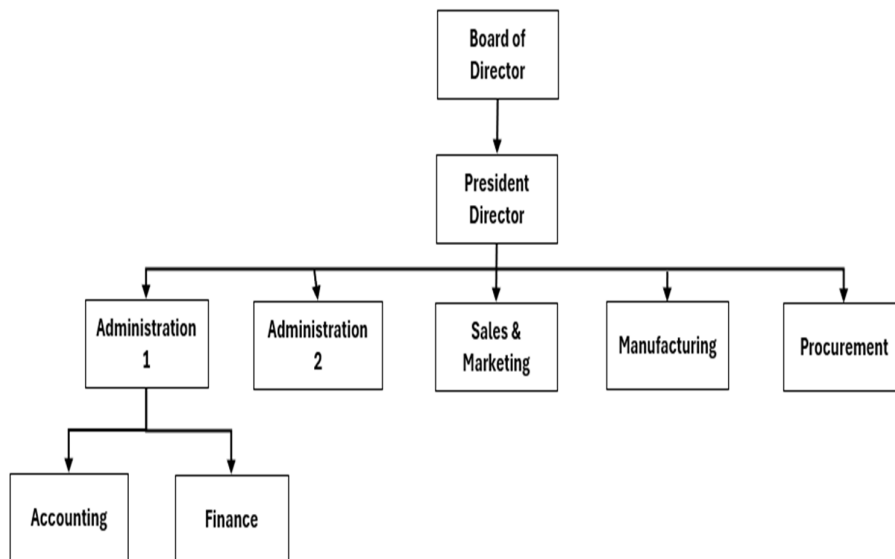 Board of
Director
President
Director
Administration
1
Administration
2
Sales &
Marketing
Manufacturing
Procurement
Accounting
Finance